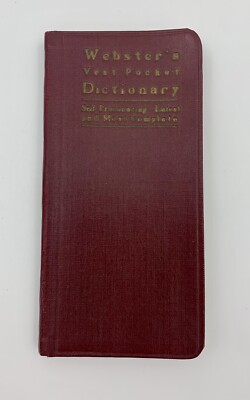 Webster's
Vest Pocket
Dictionary
Self-Pronouncing, Latest
and Most Complete